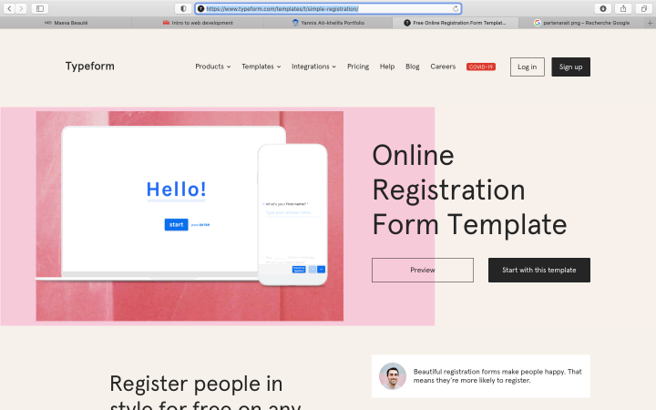 https://www.typeform.com/templates/t/simple-registration/
Maena Beauté
Intro to web development
Yannis Ait-khelifa Portfolio
Free Online Registration Form Templat...
partenariat png – Recherche Google
Typeform
Products
Templates
Integrations
Pricing
Help
Blog
Careers
COVID-19
Log in
Sign up
Hello!
start
press ENTER
What's your first name? *
Type your answer here...
Online
Registration
Form Template
Preview
Start with this template
Register people in
style for free on any
Beautiful registration forms make people happy. That
means they're more likely to register.